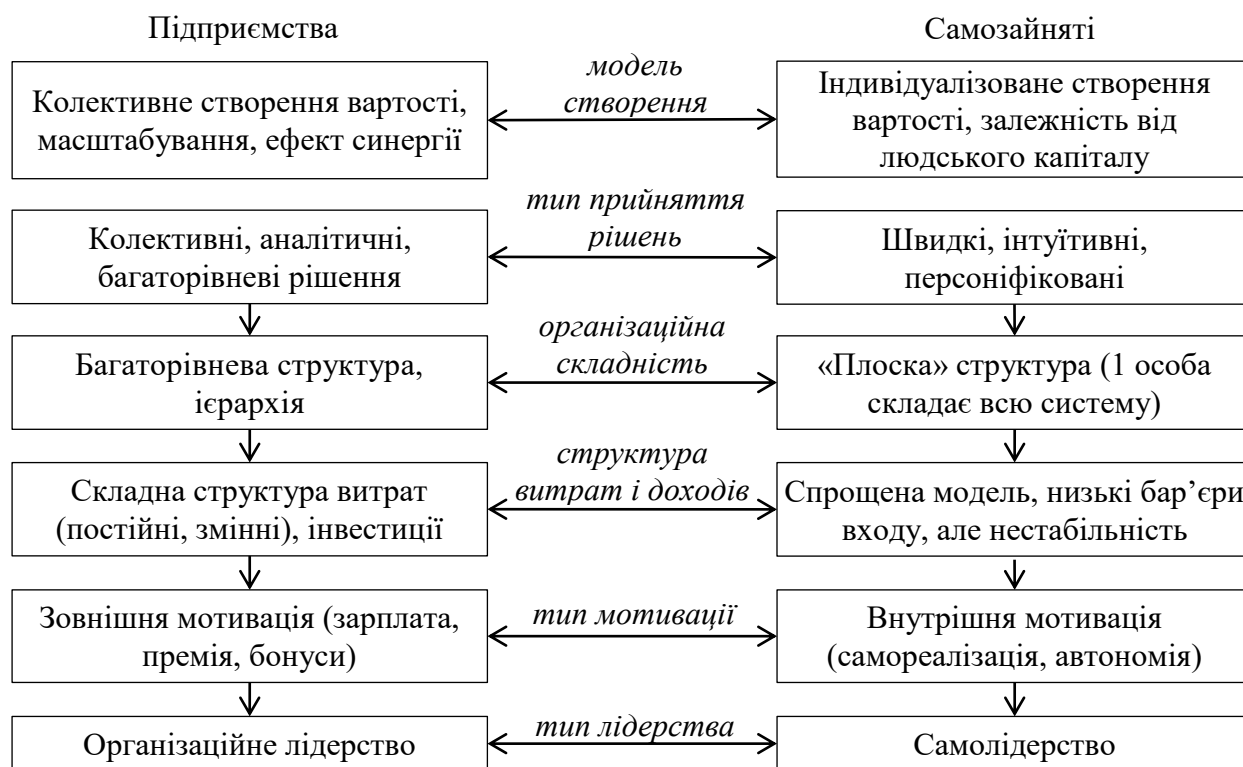 Підприємства
Самозайняті
Колективне створення вартості,
масштабування, ефект синергії
модель
створення
Індивідуалізоване створення
вартості, залежність від
людського капіталу
Колективні, аналітичні,
багаторівневі рішення
тип прийняття
рішень
Швидкі, інтуїтивні,
персоніфіковані
Багаторівнева структура,
ієрархія
організаційна
складність
«Плоска» структура (1 особа
складає всю систему)
Складна структура витрат
(постійні, змінні), інвестиції
структура
витрат і доходів
Спрощена модель, низькі бар’єри
входу, але нестабільність
Зовнішня мотивація (зарплата,
премія, бонуси)
тип мотивації
Внутрішня мотивація
(самореалізація, автономія)
Організаційне лідерство
тип лідерства
Самолідерство